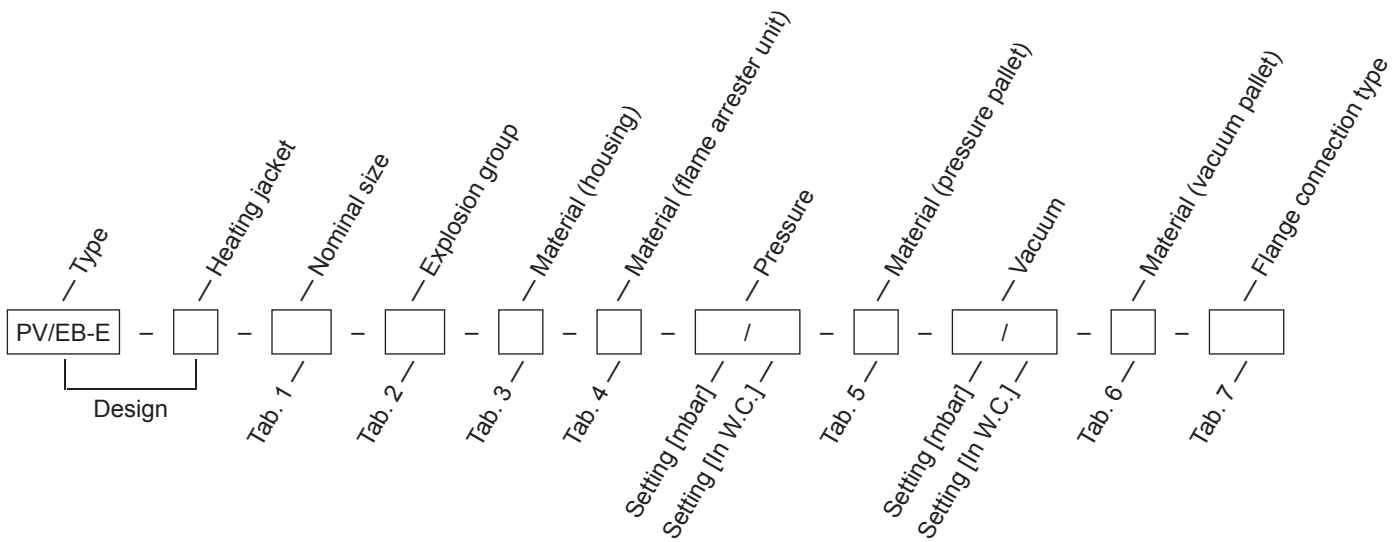 Type
Heating jacket
Nominal size
Explosion group
Material (housing)
Material (flame arrester unit)
Pressure
Material (pressure pallet)
Vacuum
Material (vacuum pallet)
Flange connection type
PV/EB-E – – – – – – / – – / – –
Design
Tab. 1
Tab. 2
Tab. 3
Tab. 4
Setting [mbar]
Setting [In W.C.]
Tab. 5
Setting [mbar]
Setting [In W.C.]
Tab. 6
Tab. 7